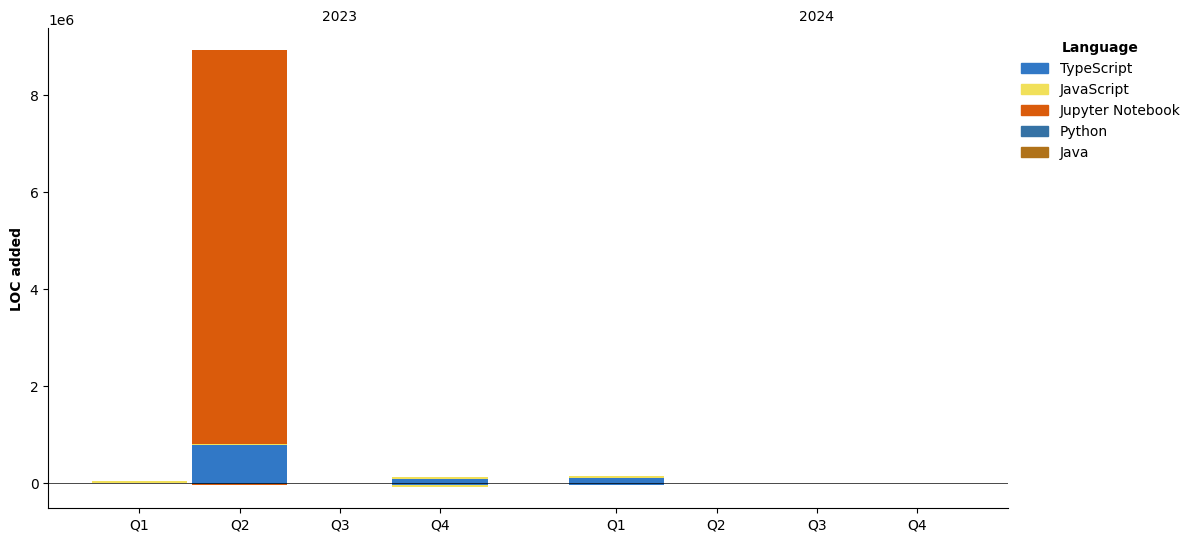 2023 2024
1e6
Language
TypeScript
JavaScript
Jupyter Notebook
Python
Java
LOC added
8
6
4
2
0
Q1 Q2 Q3 Q4 Q1 Q2 Q3 Q4